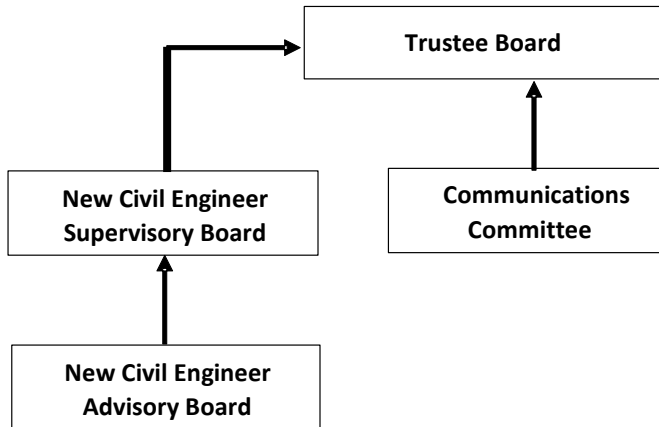 Trustee Board
New Civil Engineer
Supervisory Board
Communications
Committee
New Civil Engineer
Advisory Board